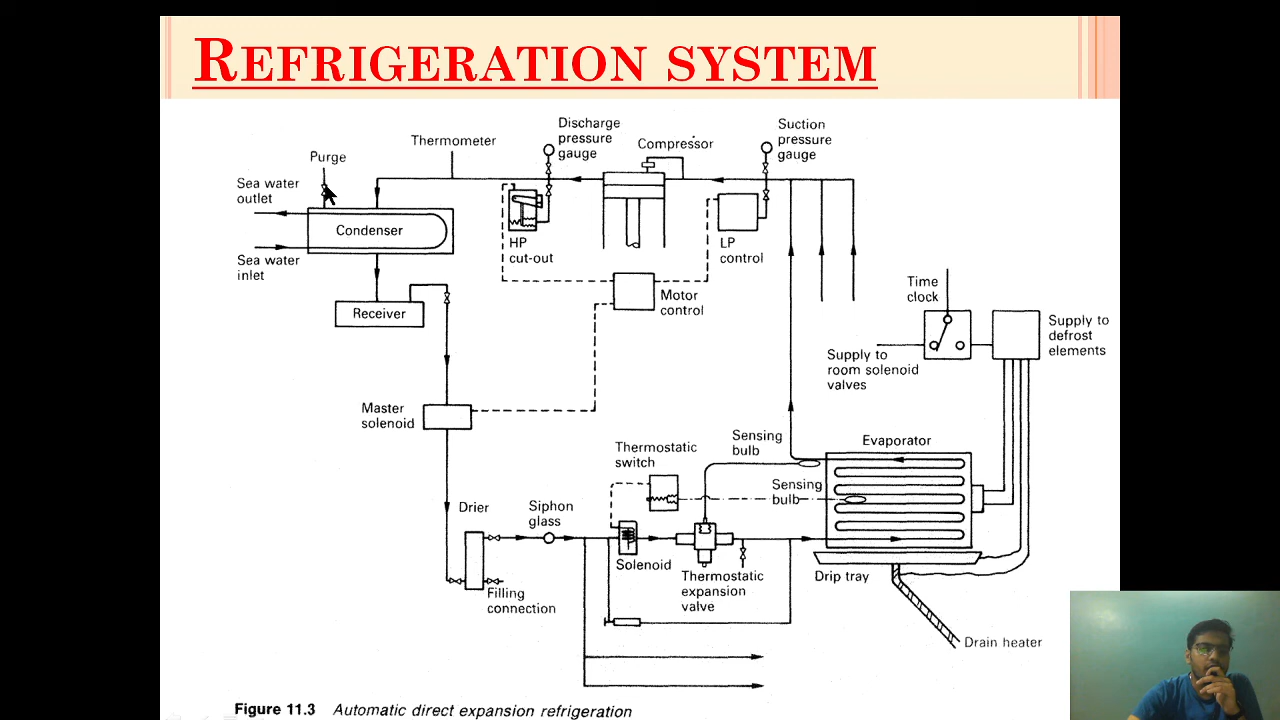 REFRIGERATION SYSTEM
Discharge
pressure
gauge
Suction
pressure
gauge
Thermometer
Compressor
Purge
Sea water
outlet
Condenser
HP
cut-out
LP
control
Sea water
inlet
Motor
control
Receiver
Time
clock
Supply to
defrost
elements
Supply to
room solenoid
valves
Master
solenoid
Thermostatic
switch
Sensing
bulb
Evaporator
Sensing
bulb
Drier
Siphon
glass
Solenoid
Thermostatic
expansion
valve
Drip tray
Filling
connection
Drain heater
Figure 11.3 Automatic direct expansion refrigeration